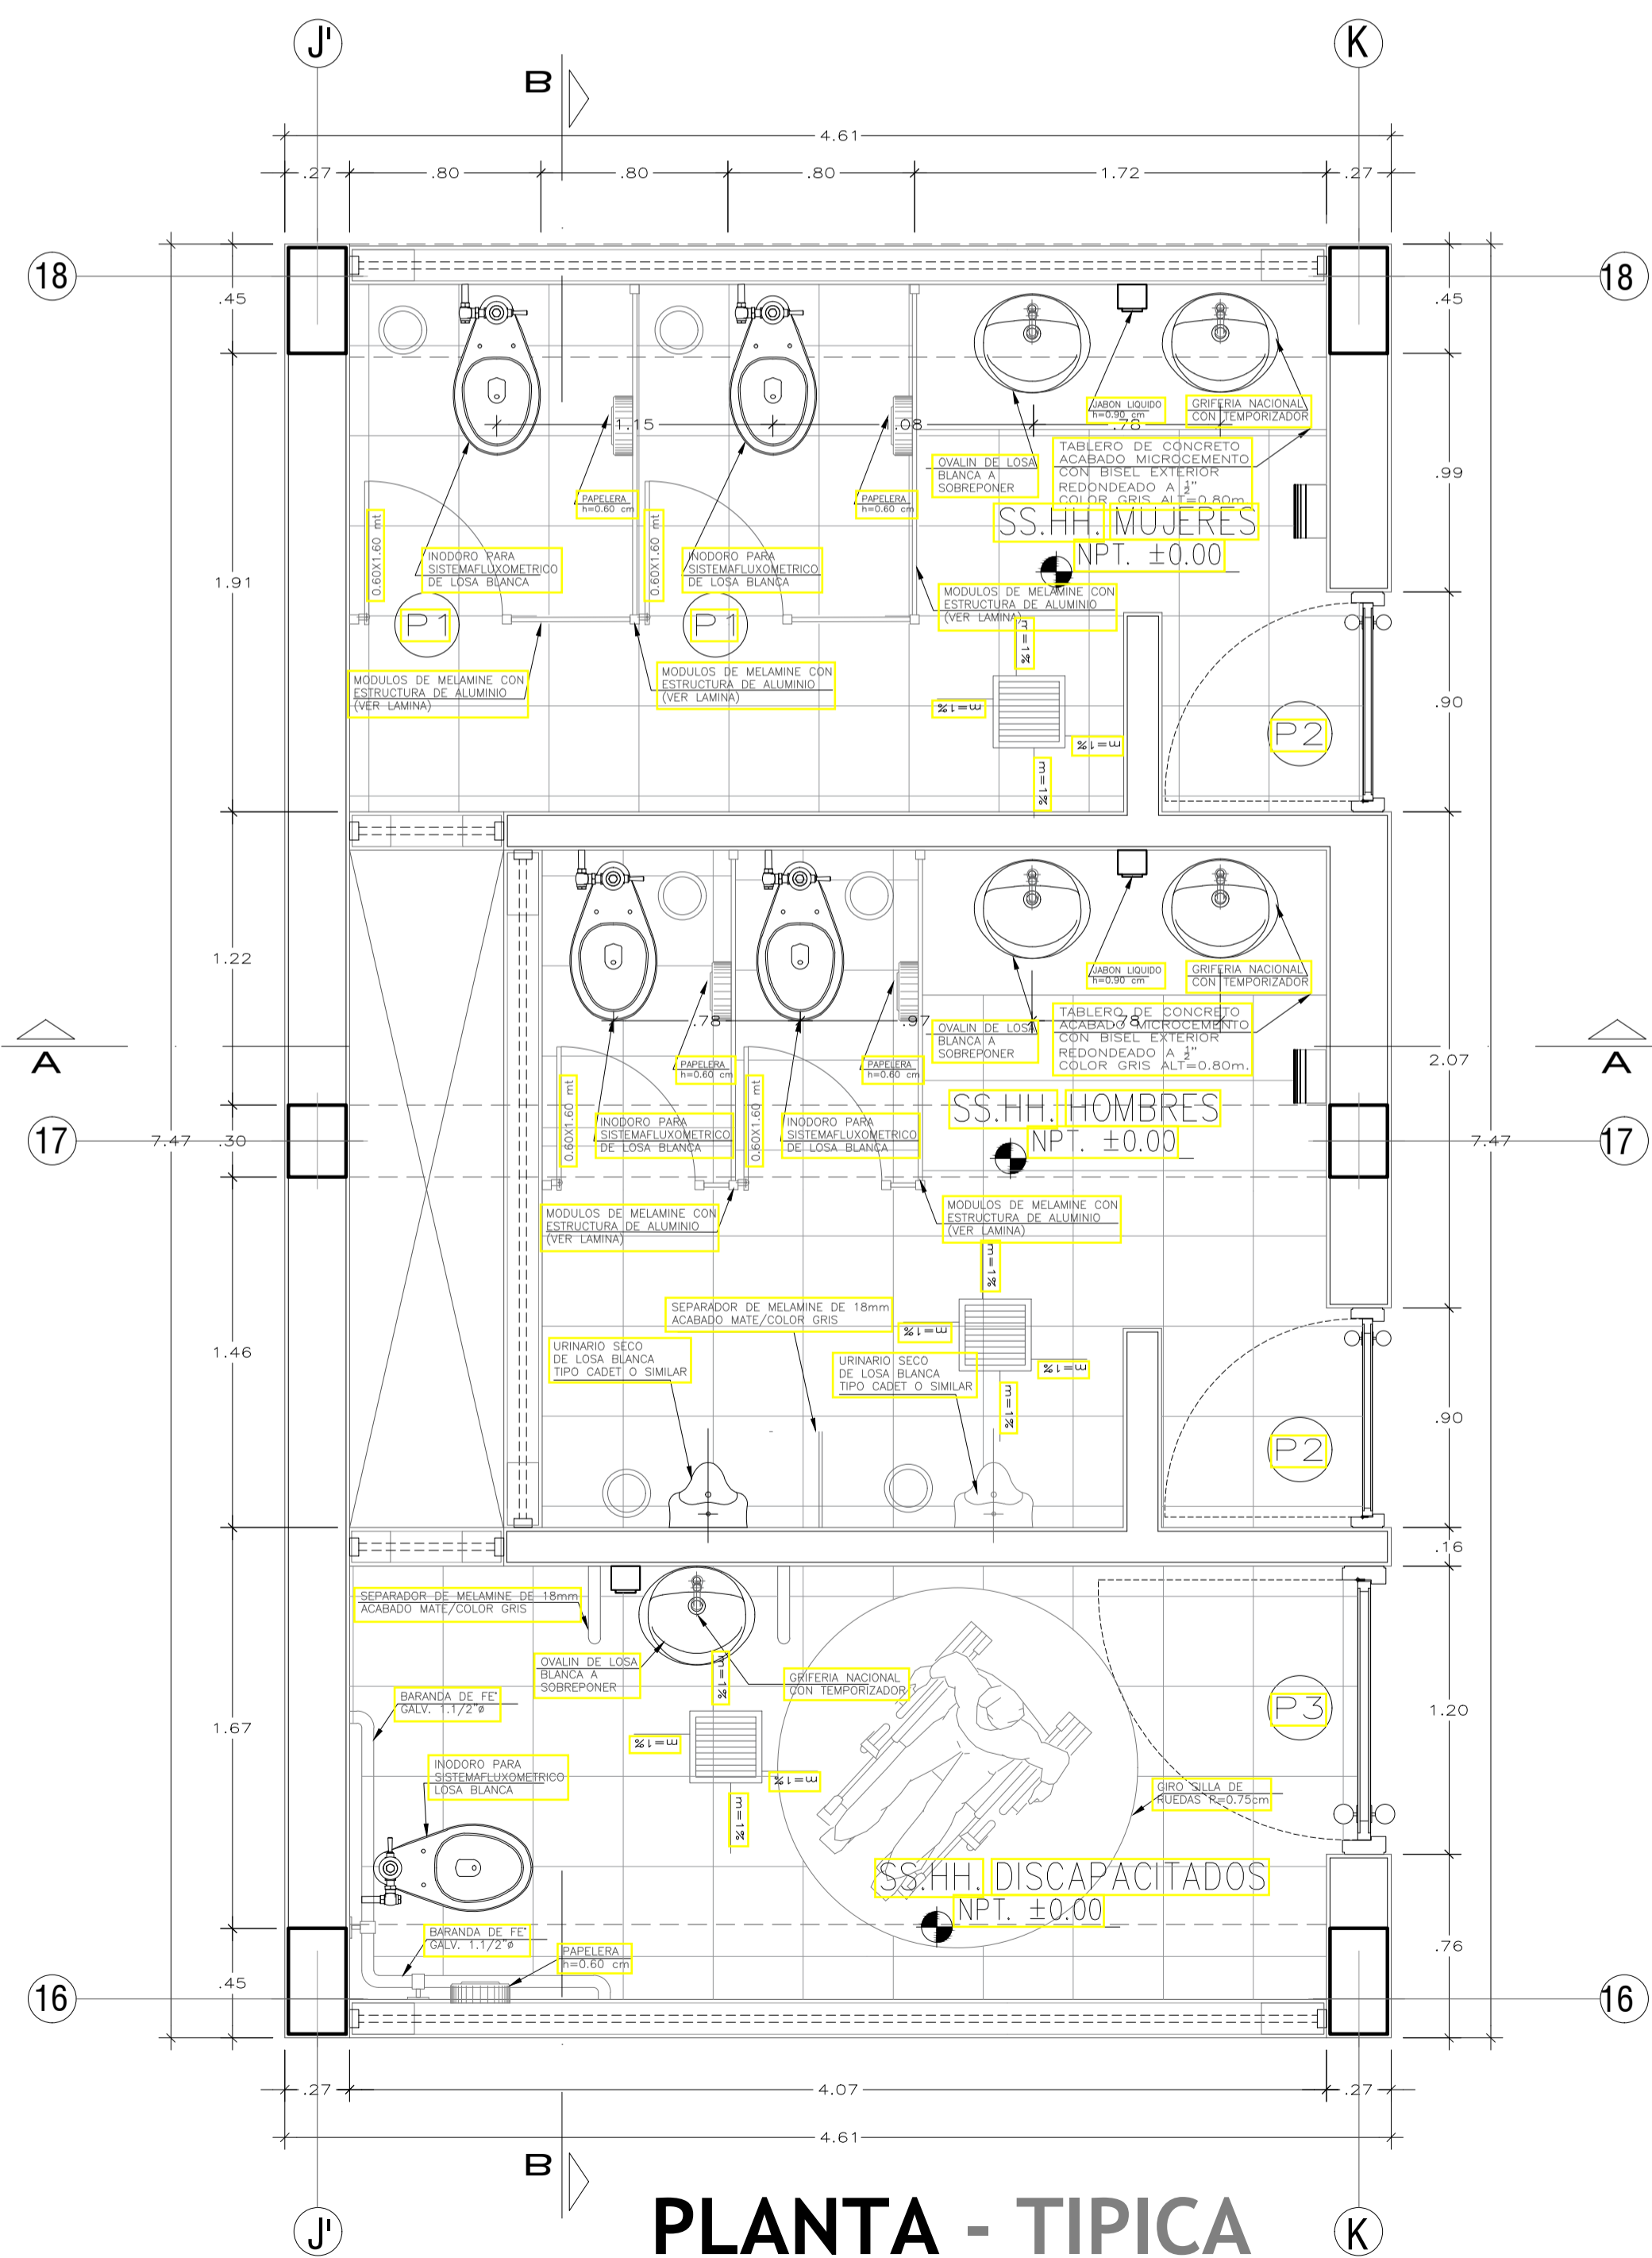 J'
K
B
4.61
.27
.80
.80
.80
1.72
.27
18
18
.45
.45
JABON LIQUIDO
h=0.90 cm
GRIFERIA NACIONAL
CON TEMPORIZADOR
1.15
1.08
.78
TABLERO DE CONCRETO
ACABADO MICROCEMENTO
CON BISEL EXTERIOR
REDONDEADO A 1/2"
COLOR GRIS ALT=0.80m.
OVALIN DE LOSA
BLANCA A
SOBREPONER
.99
PAPELERA
h=0.60 cm
PAPELERA
h=0.60 cm
SS.HH. MUJERES
NPT. ±0.00
0.60X1.60 mt
0.60X1.60 mt
INODORO PARA
SISTEMAFLUXOMETRICO
DE LOSA BLANCA
INODORO PARA
SISTEMAFLUXOMETRICO
DE LOSA BLANCA
1.91
MODULOS DE MELAMINE CON
ESTRUCTURA DE ALUMINIO
(VER LAMINA)
P1
P1
m=1%
MODULOS DE MELAMINE CON
ESTRUCTURA DE ALUMINIO
(VER LAMINA)
MODULOS DE MELAMINE CON
ESTRUCTURA DE ALUMINIO
(VER LAMINA)
m=1%
.90
P2
m=1%
m=1%
1.22
JABON LIQUIDO
h=0.90 cm
GRIFERIA NACIONAL
CON TEMPORIZADOR
.78
.97
.78
OVALIN DE LOSA
BLANCA A
SOBREPONER
TABLERO DE CONCRETO
ACABADO MICROCEMENTO
CON BISEL EXTERIOR
REDONDEADO A 1/2"
COLOR GRIS ALT=0.80m.
A
A
2.07
PAPELERA
h=0.60 cm
PAPELERA
h=0.60 cm
0.60X1.60 mt
0.60X1.60 mt
SS.HH. HOMBRES
NPT. ±0.00
INODORO PARA
SISTEMAFLUXOMETRICO
DE LOSA BLANCA
INODORO PARA
SISTEMAFLUXOMETRICO
DE LOSA BLANCA
17
7.47
.30
7.47
17
MODULOS DE MELAMINE CON
ESTRUCTURA DE ALUMINIO
(VER LAMINA)
MODULOS DE MELAMINE CON
ESTRUCTURA DE ALUMINIO
(VER LAMINA)
m=1%
SEPARADOR DE MELAMINE DE 18mm
ACABADO MATE/COLOR GRIS
m=1%
1.46
URINARIO SECO
DE LOSA BLANCA
TIPO CADET O SIMILAR
URINARIO SECO
DE LOSA BLANCA
TIPO CADET O SIMILAR
m=1%
m=1%
.90
P2
.16
SEPARADOR DE MELAMINE DE 18mm
ACABADO MATE/COLOR GRIS
OVALIN DE LOSA
BLANCA A
SOBREPONER
m=1%
GRIFERIA NACIONAL
CON TEMPORIZADOR
BARANDA DE FE°
GALV. 1.1/2"ø
P3
1.20
1.67
m=1%
m=1%
m=1%
INODORO PARA
SISTEMAFLUXOMETRICO
LOSA BLANCA
GIRO SILLA DE
RUEDAS R=0.75cm
SS.HH. DISCAPACITADOS
NPT. ±0.00
BARANDA DE FE°
GALV. 1.1/2"ø
PAPELERA
h=0.60 cm
.76
.45
16
16
.27
4.07
.27
4.61
B
J'
K
PLANTA - TIPICA